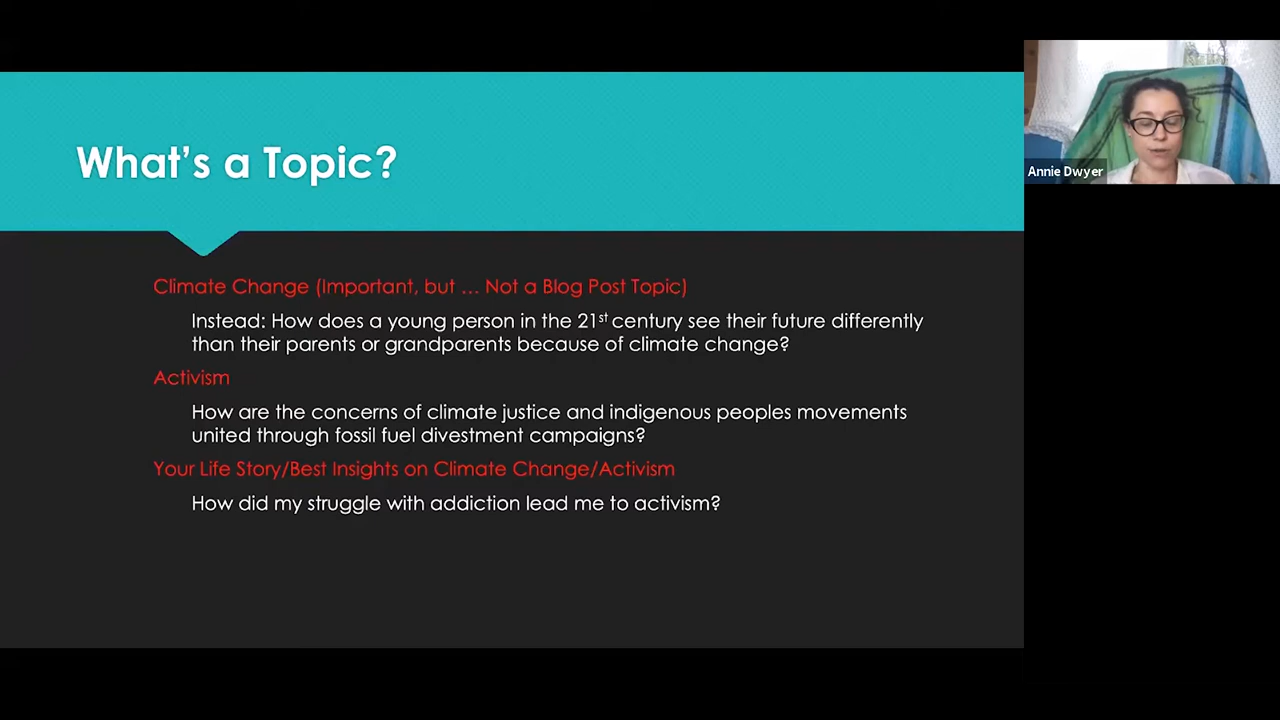 What's a Topic?
Climate Change (Important, but … Not a Blog Post Topic)
Instead: How does a young person in the 21st century see their future differently
than their parents or grandparents because of climate change?
Activism
How are the concerns of climate justice and indigenous peoples movements
united through fossil fuel divestment campaigns?
Your Life Story/Best Insights on Climate Change/Activism
How did my struggle with addiction lead me to activism?
Annie Dwyer